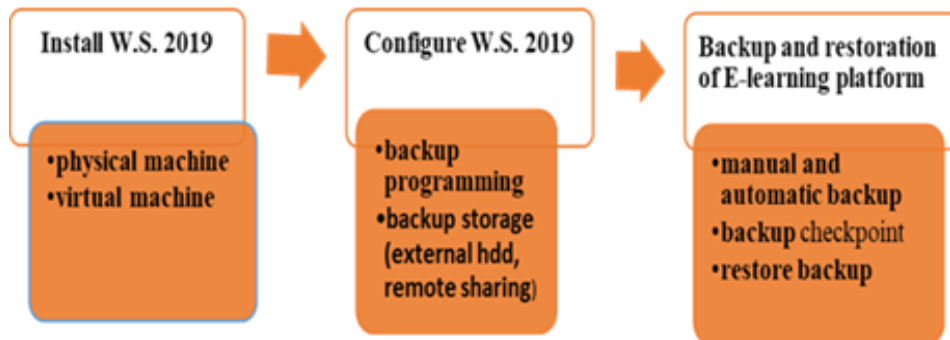 Install W.S. 2019
•physical machine
•virtual machine
Configure W.S. 2019
•backup
programming
•backup storage
(external hdd,
remote sharing)
Backup and restoration
of E-learning platform
•manual and
automatic backup
•backup checkpoint
•restore backup